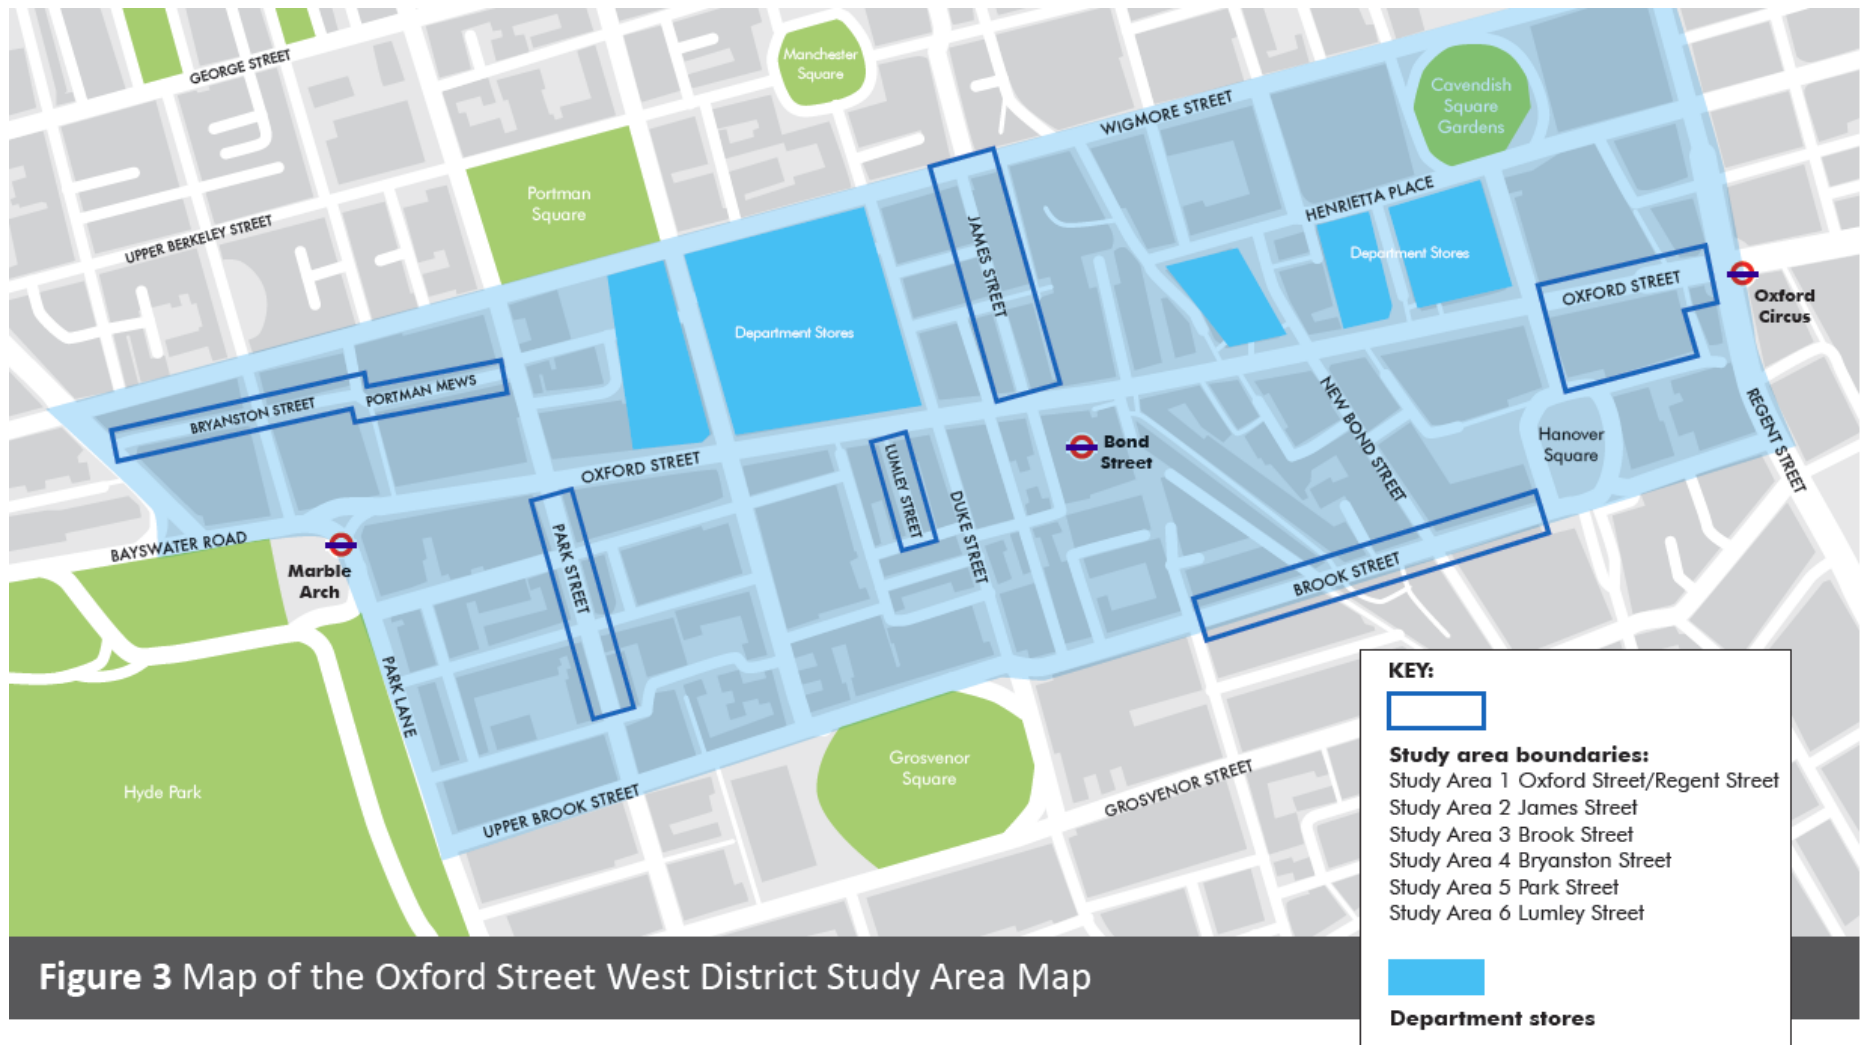 GEORGE STREET
Manchester
Square
Cavendish
Square
Gardens
WIGMORE STREET
Portman
Square
HENRIETTA PLACE
UPPER BERKELEY STREET
JAMES STREET
Department Stores
OXFORD STREET
Oxford
Circus
Department Stores
BRYANSTON STREET
PORTMAN MEWS
NEW BOND STREET
REGENT STREET
Hanover
Square
Bond
Street
OXFORD STREET
LUMLEY STREET
DUKE STREET
PARK STREET
BAYSWATER ROAD
Marble
Arch
BROOK STREET
PARK LANE
Hyde Park
Grosvenor
Square
GROSVENOR STREET
UPPER BROOK STREET
KEY:
Study area boundaries:
Study Area 1 Oxford Street/Regent Street
Study Area 2 James Street
Study Area 3 Brook Street
Study Area 4 Bryanston Street
Study Area 5 Park Street
Study Area 6 Lumley Street
Department stores
Figure 3 Map of the Oxford Street West District Study Area Map